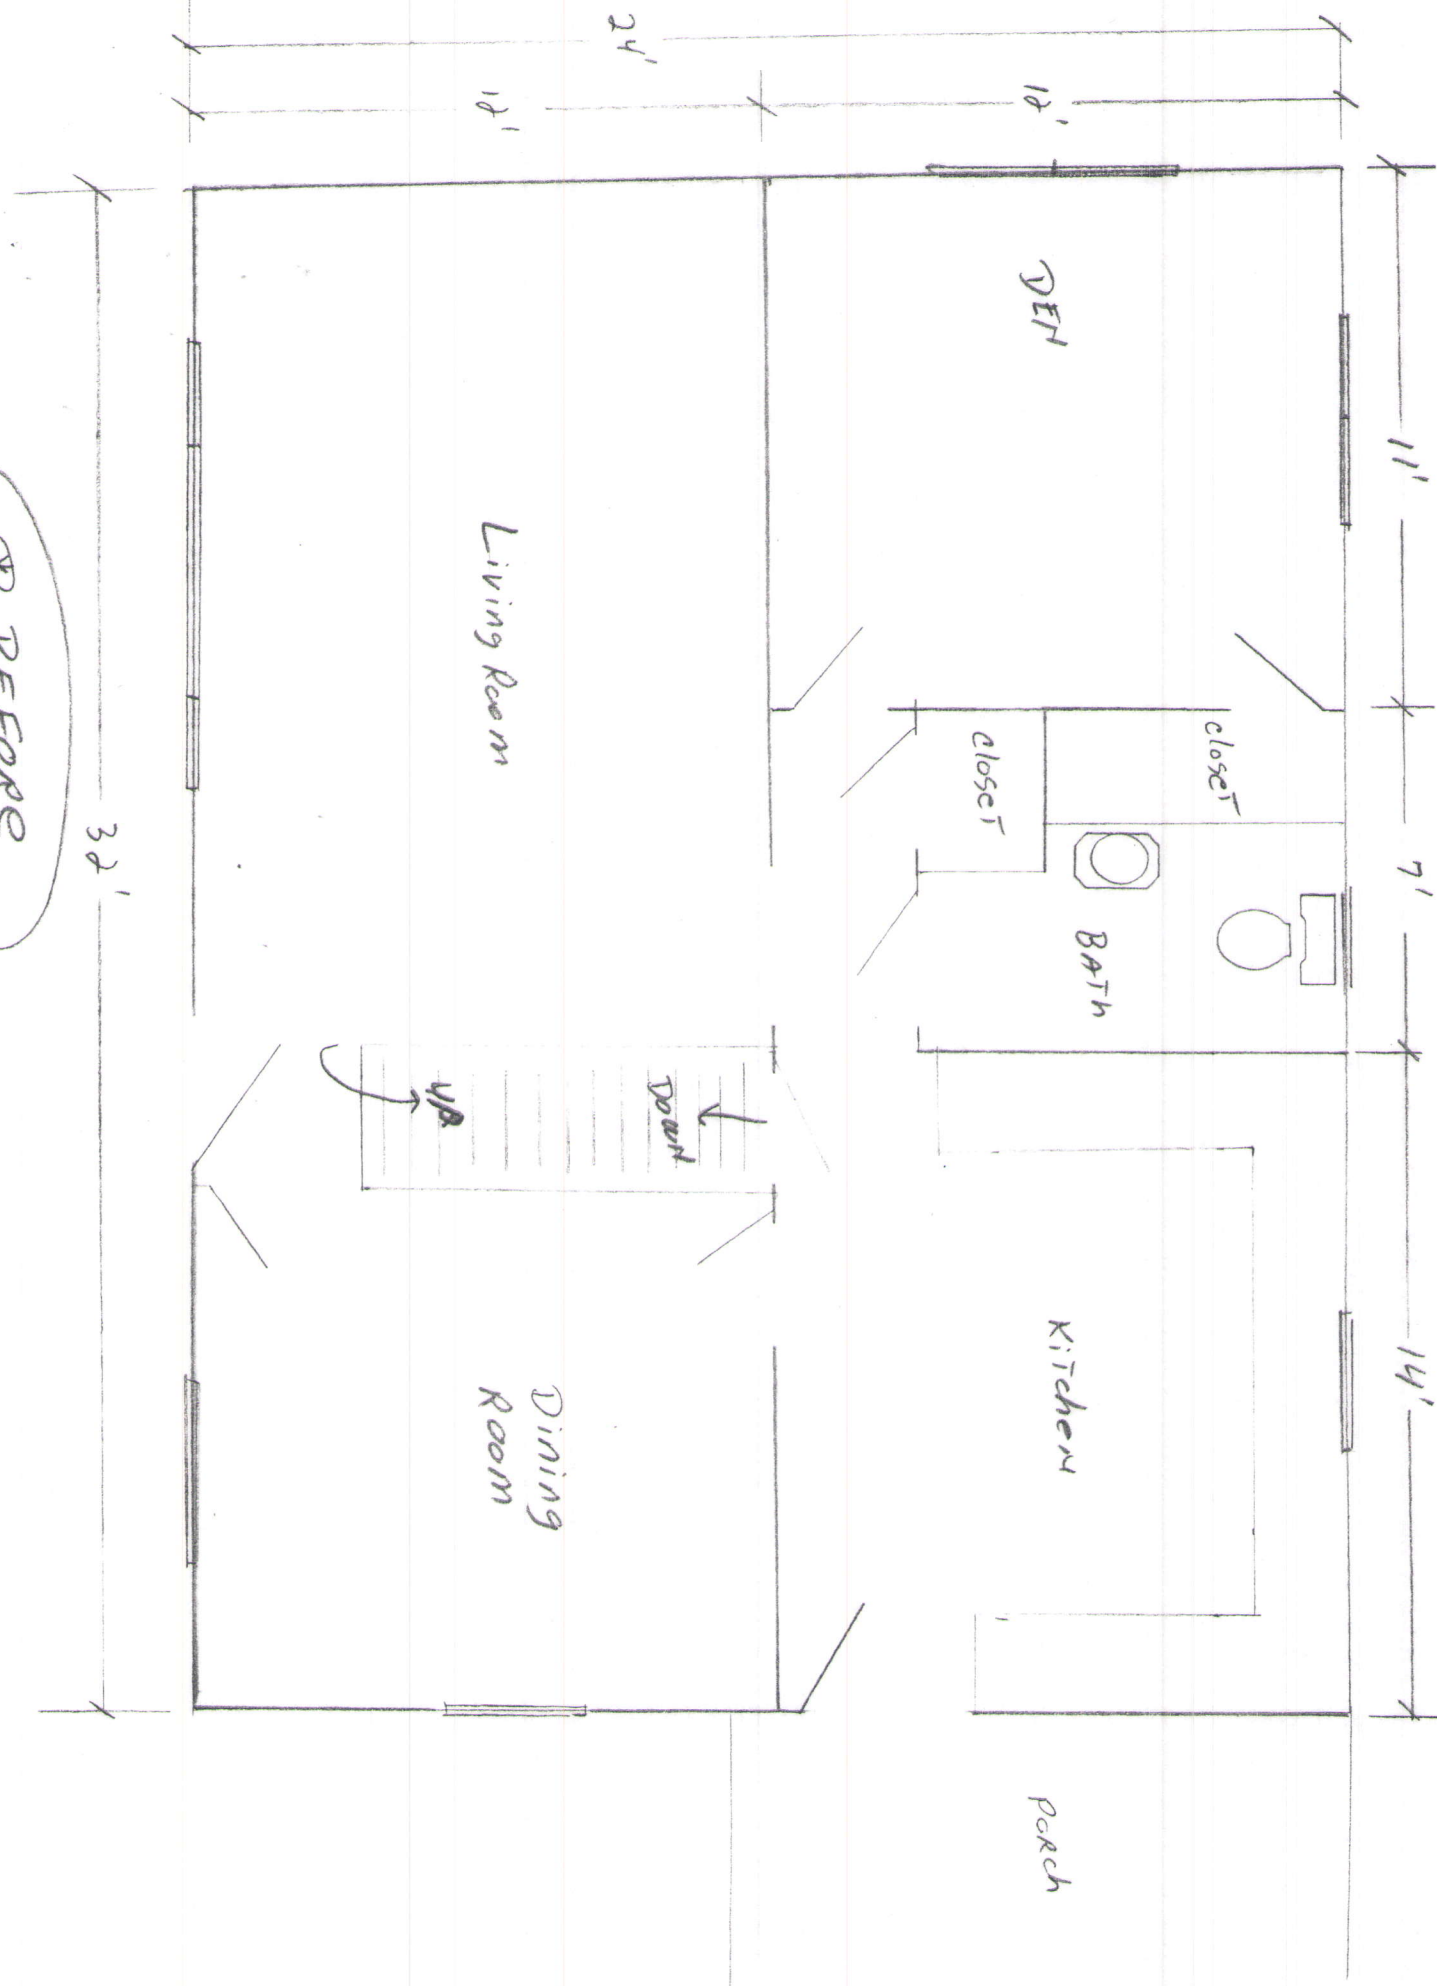 11'
7'
14'
closet
DEN
12'
BATH
Kitchen
Porch
closet
24'
DOWN
Dining
Room
Living Room
12'
UP
32'
BEFORe